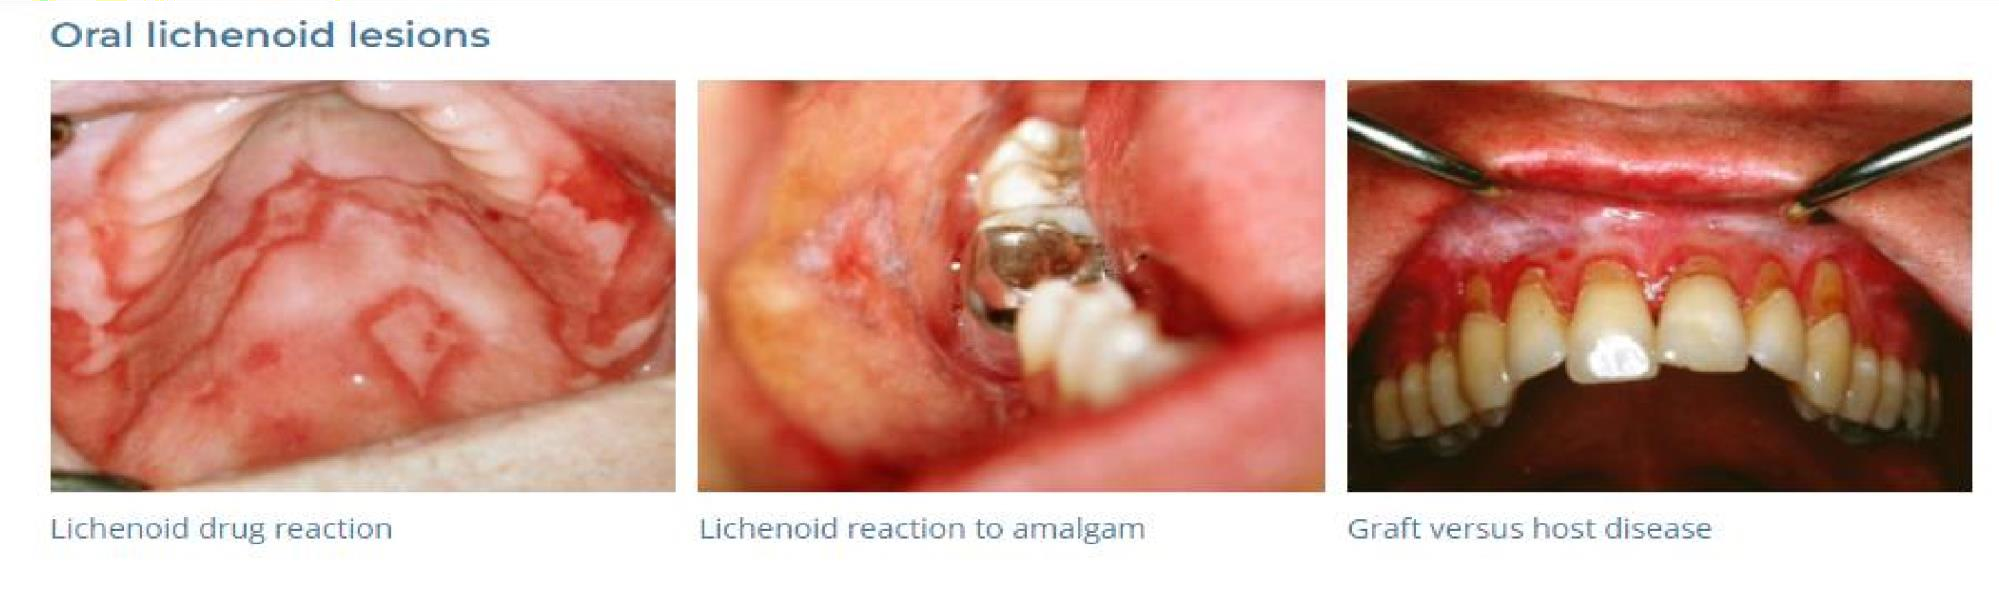 Oral lichenoid lesions
Lichenoid drug reaction
Lichenoid reaction to amalgam
Graft versus host disease